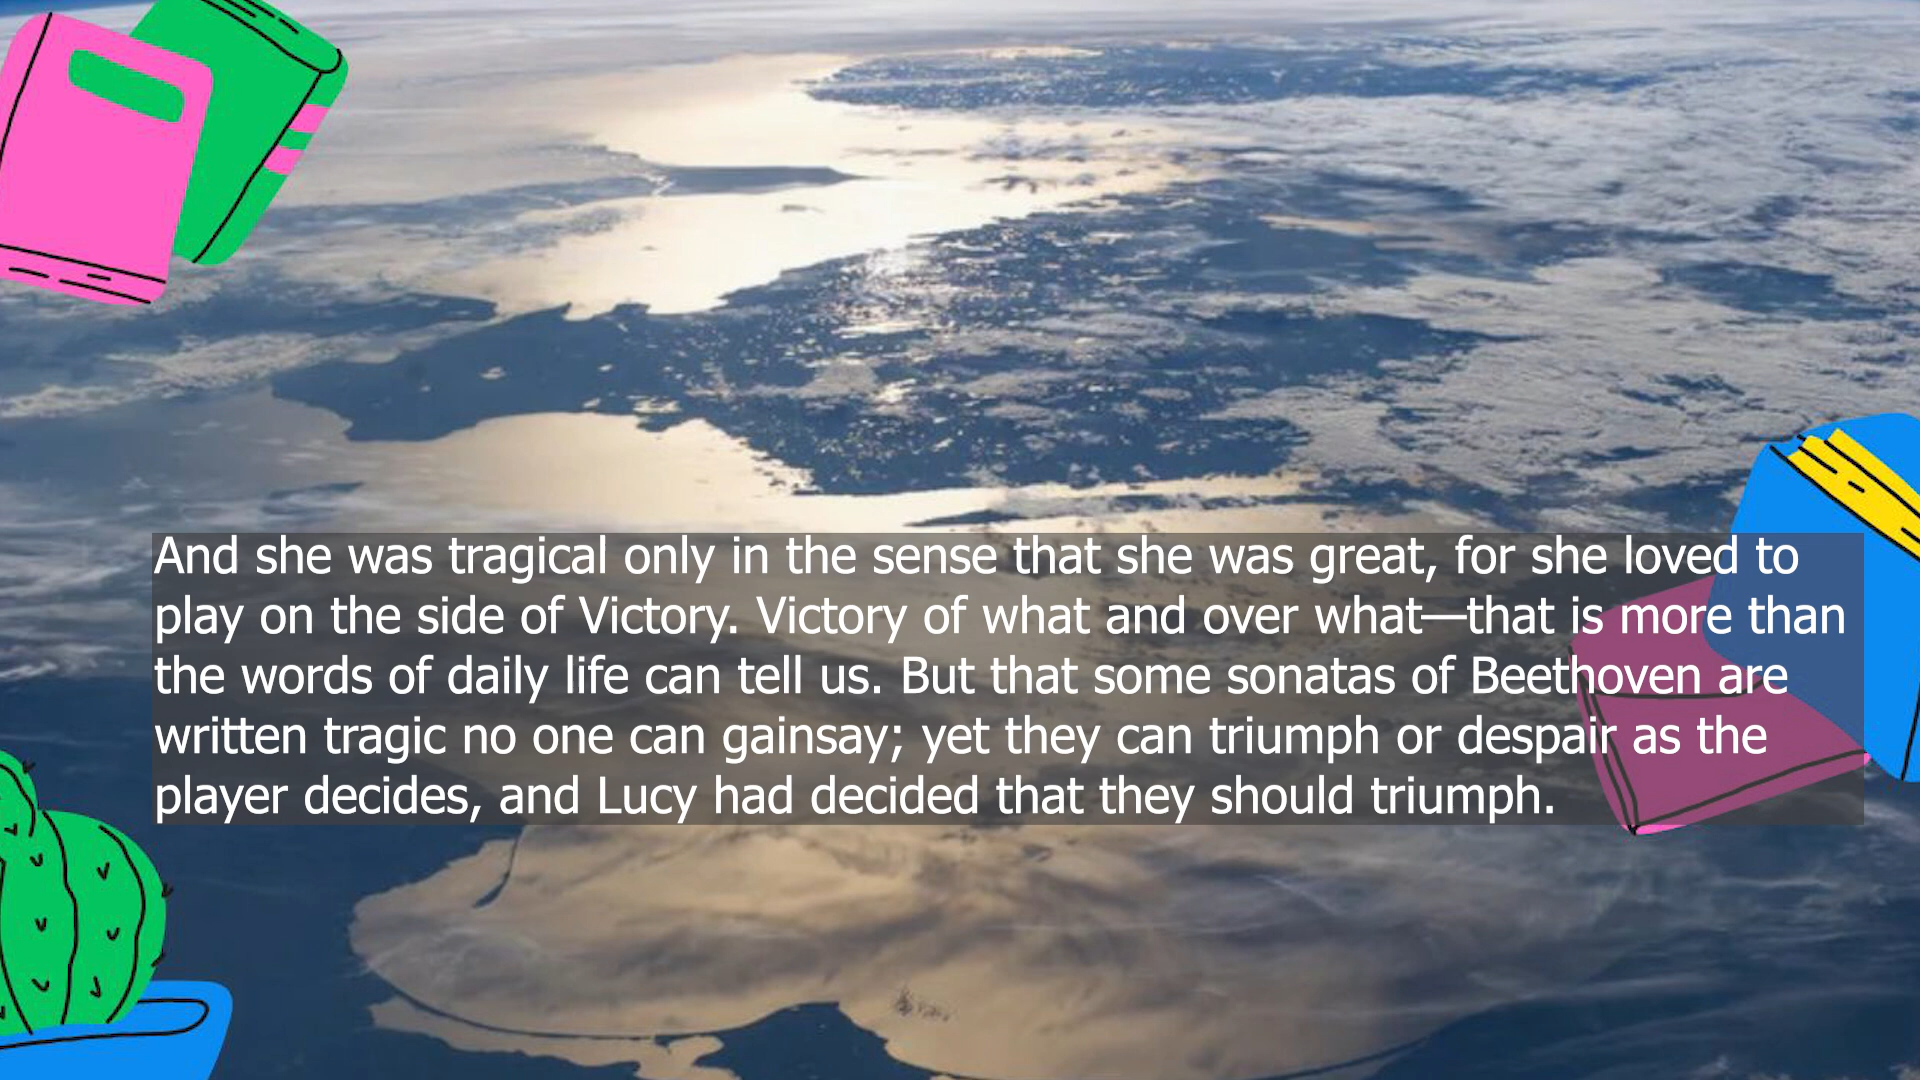 And she was tragical only in the sense that she was great, for she loved to
play on the side of Victory. Victory of what and over what—that is more than
the words of daily life can tell us. But that some sonatas of Beethoven are
written tragic no one can gainsay; yet they can triumph or despair as the
player decides, and Lucy had decided that they should triumph.